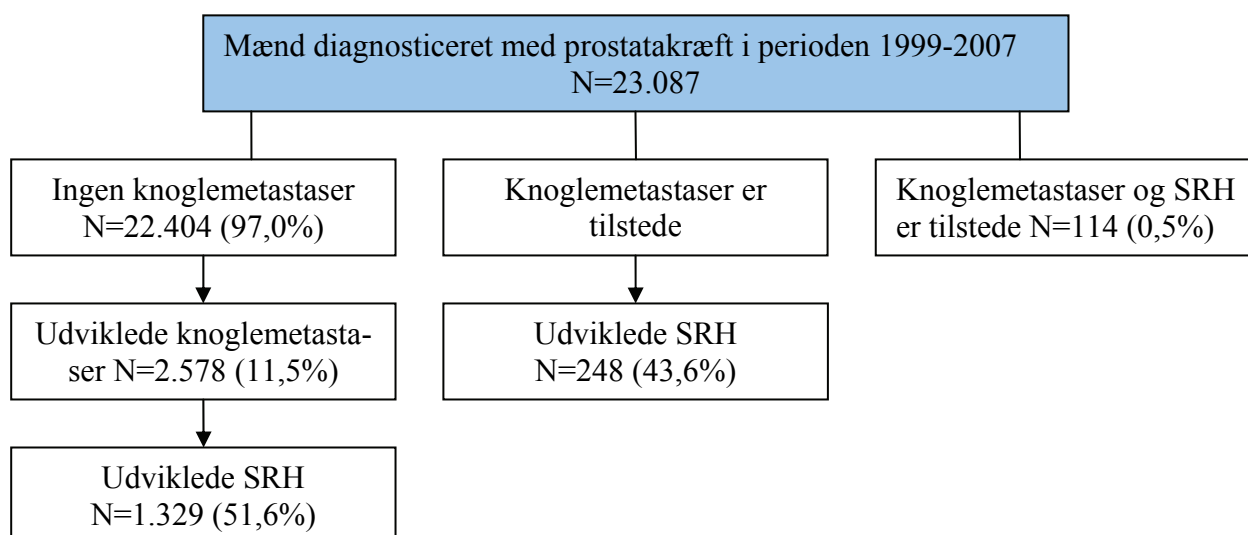 Mænd diagnosticeret med prostatakræft i perioden 1999-2007
N=23.087
Ingen knoglemetastaser
N=22.404 (97,0%)
Knoglemetastaser er
tilstede
Knoglemetastaser og SRH
er tilstede N=114 (0,5%)
Udviklede knoglemetasta-
ser N=2.578 (11,5%)
Udviklede SRH
N=248 (43,6%)
Udviklede SRH
N=1.329 (51,6%)